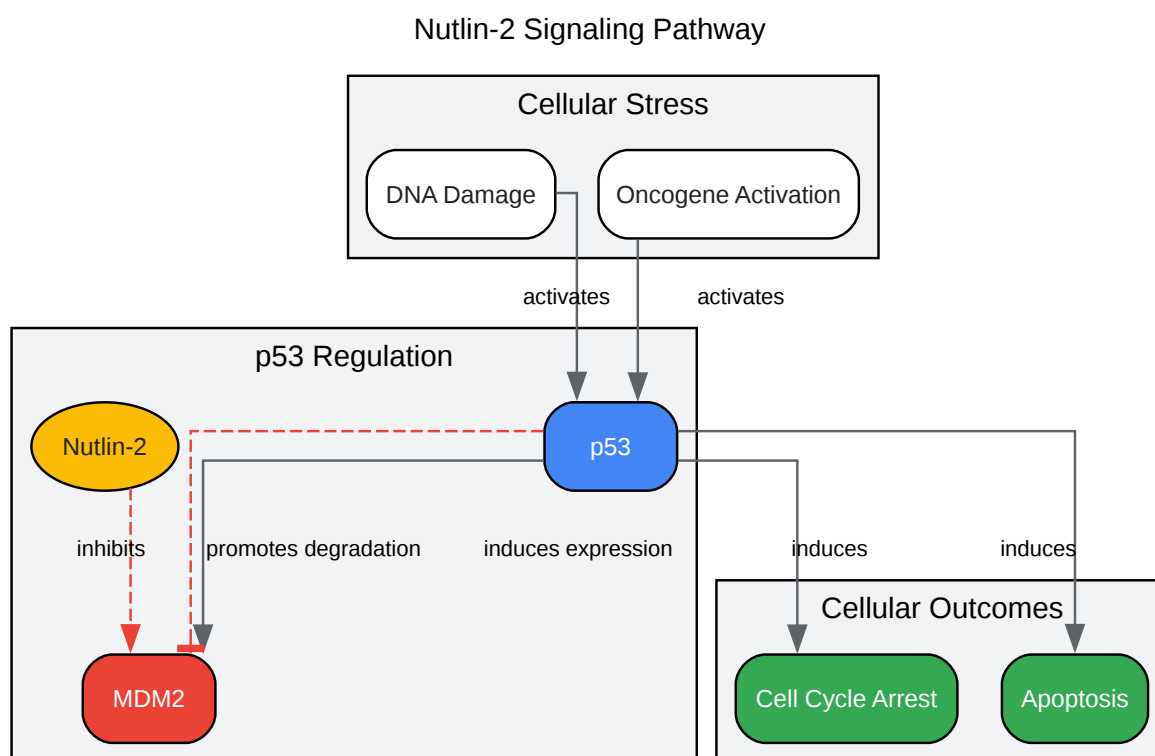 Nutlin-2 Signaling Pathway
Cellular Stress
DNA Damage
Oncogene Activation
activates
activates
p53 Regulation
Nutlin-2
p53
inhibits
promotes degradation
induces expression
induces
induces
Cellular Outcomes
MDM2
Cell Cycle Arrest
Apoptosis